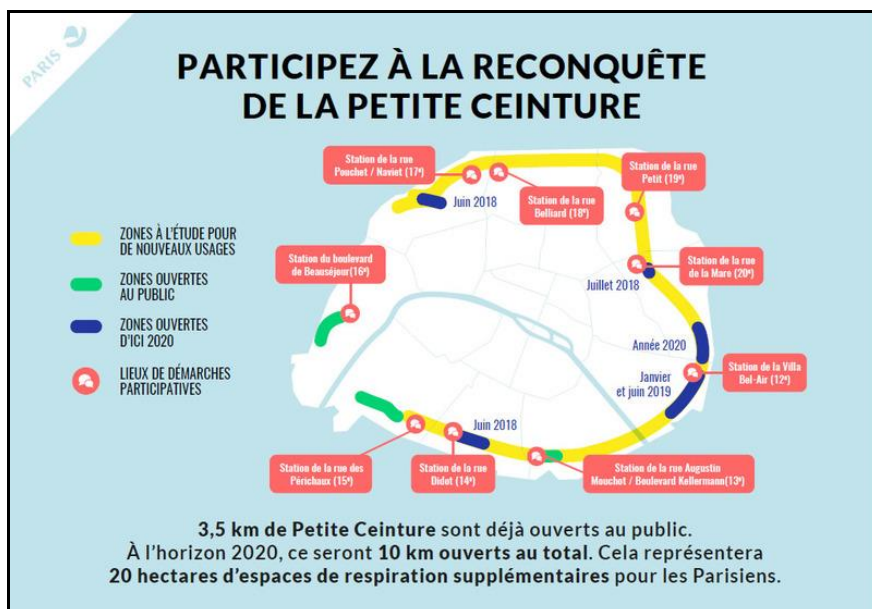 PARIS
PARTICIPEZ À LA RECONQUÊTE
DE LA PETITE CEINTURE
Station de la rue
Pouchet / Naviet (17ᵉ)
Juin 2018
Station de la rue
Belliard (18ᵉ)
Station de la rue
Petit (19ᵉ)
ZONES À L'ÉTUDE POUR
DE NOUVEAUX USAGES
ZONES OUVERTES
AU PUBLIC
ZONES OUVERTES
D'ICI 2020
LIEUX DE DÉMARCHES
PARTICIPATIVES
Station du boulevard
de Beauséjour(16ᵉ)
Station de la rue
de la Mare (20ᵉ)
Juillet 2018
Année 2020
Janvier
et juin 2019
Station de la Villa
Bel-Air (12ᵉ)
Juin 2018
Station de la rue des
Périchaux (15ᵉ)
Station de la rue
Didot (14ᵉ)
Station de la rue Augustin
Mouchot / Boulevard Kellermann(13ᵉ)
3,5 km de Petite Ceinture sont déjà ouverts au public.
À l'horizon 2020, ce seront 10 km ouverts au total. Cela représentera
20 hectares d'espaces de respiration supplémentaires pour les Parisiens.